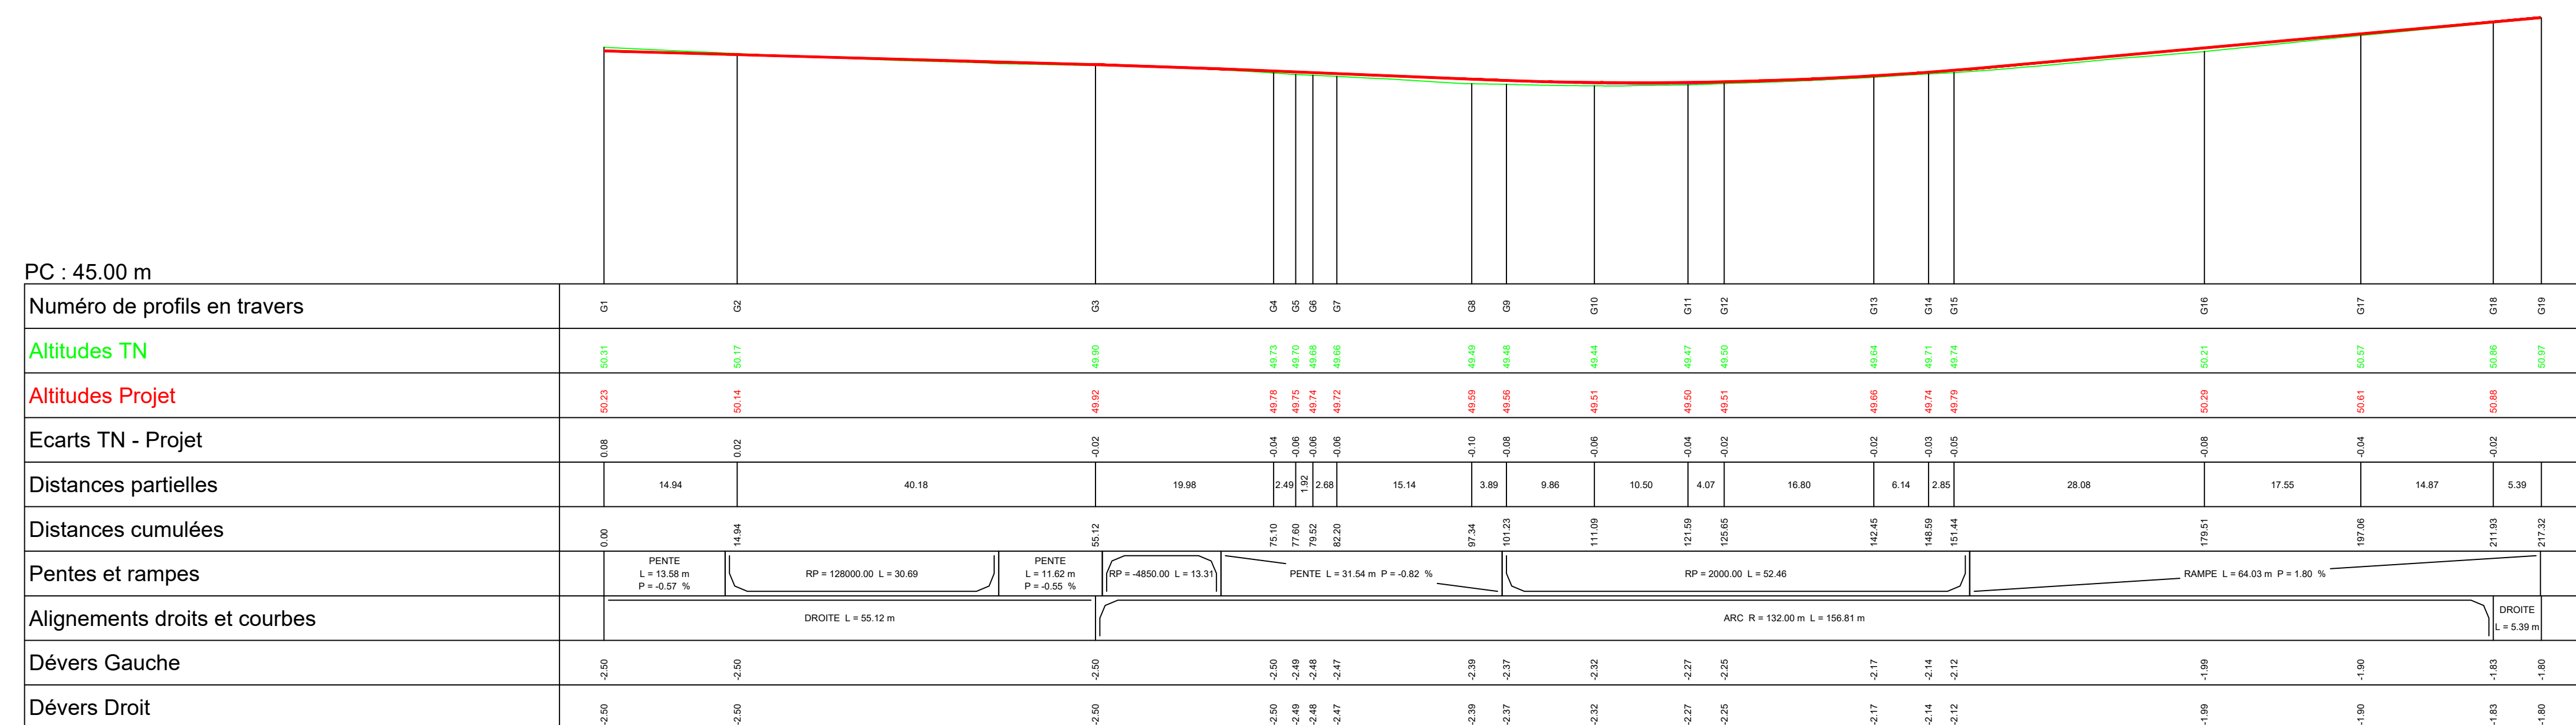 PC : 45.00 m
Numéro de profils en travers G1 G2 G3 G4 G5 G6 G7 G8 G9 G10 G11 G12 G13 G14 G15 G16 G17 G18 G19
Altitudes TN 50.31 50.17 49.90 49.73 49.70 49.68 49.66 49.49 49.48 49.44 49.47 49.50 49.64 49.71 49.74 50.21 50.57 50.86 50.97
Altitudes Projet 50.23 50.14 49.92 49.78 49.75 49.74 49.72 49.59 49.56 49.51 49.50 49.51 49.66 49.74 49.79 50.29 50.61 50.88
Ecarts TN - Projet 0.08 0.02 -0.02 -0.04 -0.06 -0.06 -0.06 -0.10 -0.08 -0.06 -0.04 -0.02 -0.02 -0.03 -0.05 -0.08 -0.04 -0.02
Distances partielles 14.94 40.18 19.98 2.49 1.92 2.68 15.14 3.89 9.86 10.50 4.07 16.80 6.14 2.85 28.08 17.55 14.87 5.39
Distances cumulées 0.00 14.94 55.12 75.10 77.60 79.52 82.20 97.34 101.23 111.09 121.59 125.65 142.45 148.59 151.44 179.51 197.06 211.93 217.32
Pentes et rampes
PENTE
L = 13.58 m
P = -0.57 %
RP = 128000.00 L = 30.69
PENTE
L = 11.62 m
P = -0.55 %
RP = -4850.00 L = 13.31
PENTE L = 31.54 m P = -0.82 %
RP = 2000.00 L = 52.46
RAMPE L = 64.03 m P = 1.80 %
Alignements droits et courbes
DROITE L = 55.12 m
ARC R = 132.00 m L = 156.81 m
DROITE
L = 5.39 m
Dévers Gauche -2.50 -2.50 -2.50 -2.50 -2.49 -2.48 -2.47 -2.39 -2.37 -2.32 -2.27 -2.25 -2.17 -2.14 -2.12 -1.99 -1.90 -1.83 -1.80
Dévers Droit -2.50 -2.50 -2.50 -2.50 -2.49 -2.48 -2.47 -2.39 -2.37 -2.32 -2.27 -2.25 -2.17 -2.14 -2.12 -1.99 -1.90 -1.83 -1.80